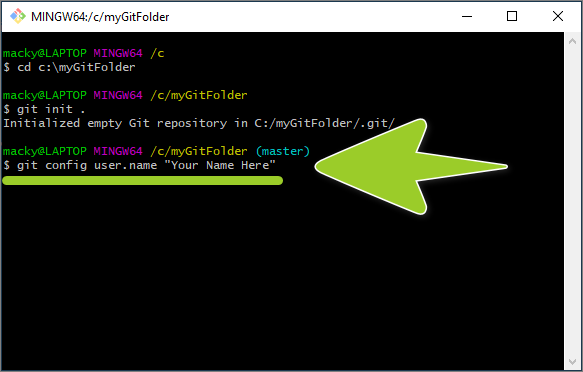 MINGW64:/c/myGitFolder
macky@LAPTOP MINGW64 /c
$ cd c:\myGitFolder
macky@LAPTOP MINGW64 /c/myGitFolder
$ git init .
Initialized empty Git repository in C:/myGitFolder/.git/
macky@LAPTOP MINGW64 /c/myGitFolder (master)
$ git config user.name "Your Name Here"